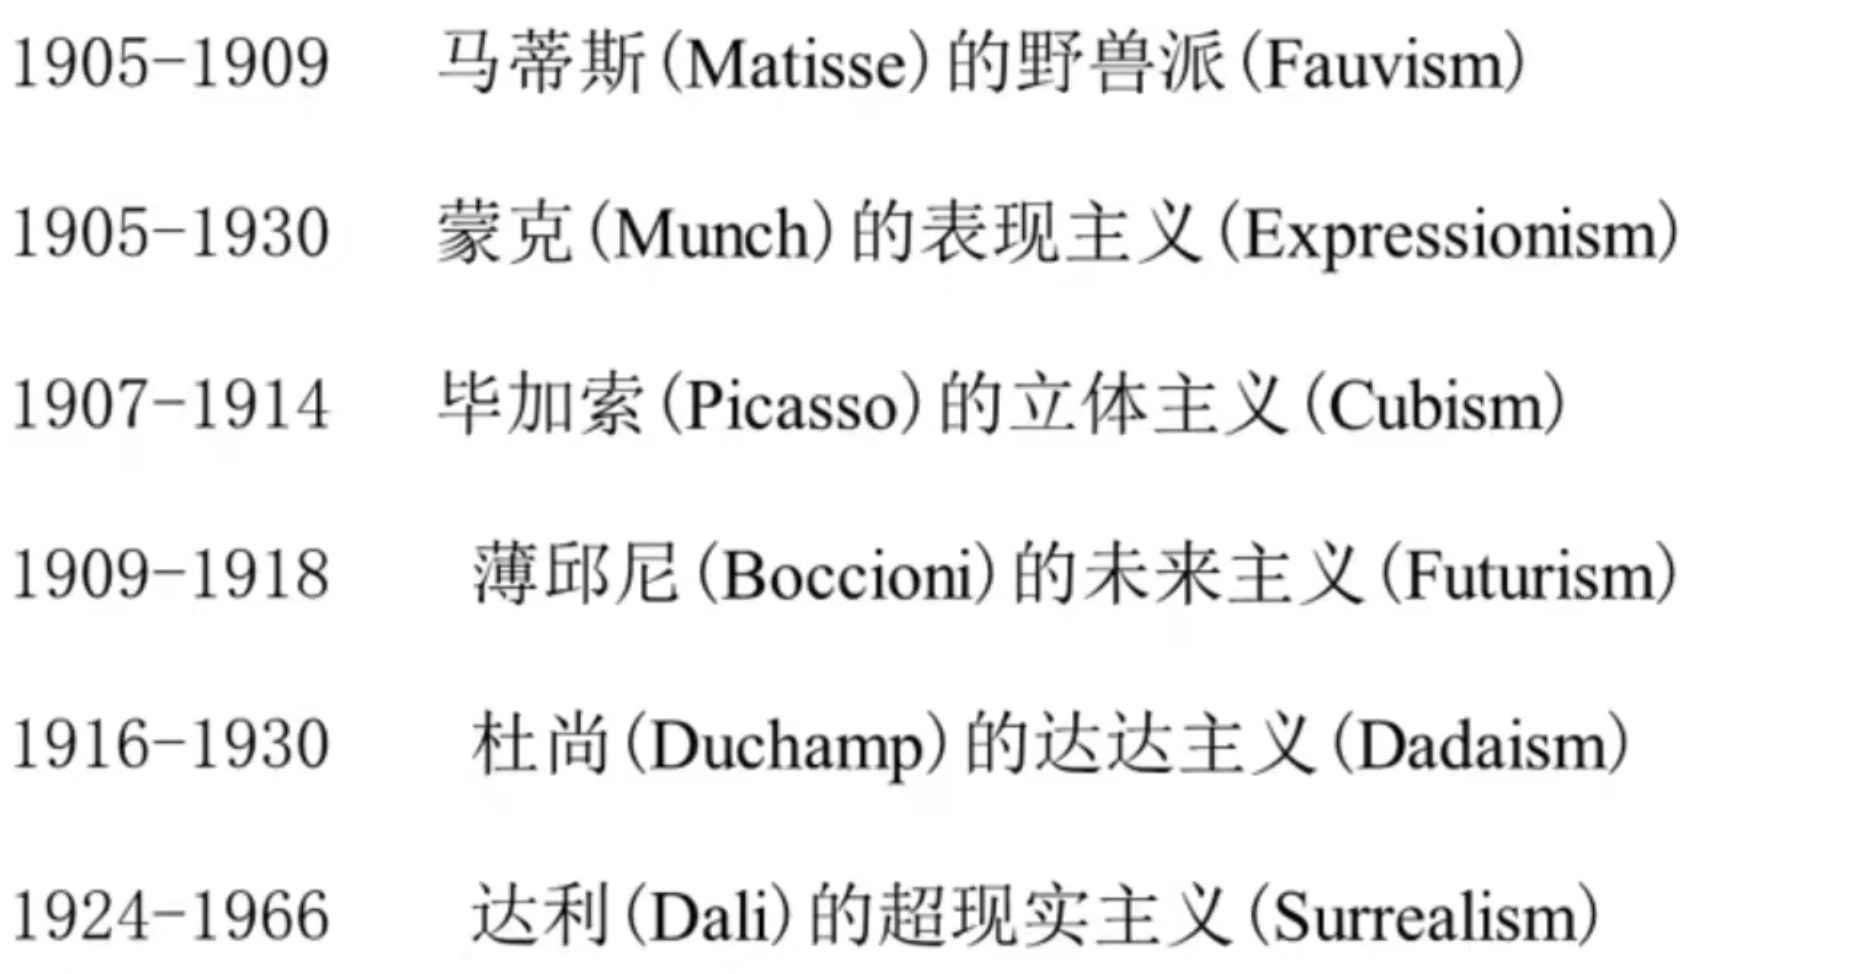 1905-1909 马蒂斯(Matisse)的野兽派(Fauvism)
1905-1930 蒙克(Munch)的表现主义(Expressionism)
1907-1914 毕加索(Picasso)的立体主义(Cubism)
1909-1918 薄邱尼(Boccioni)的未来主义(Futurism)
1916-1930 杜尚(Duchamp)的达达主义(Dadaism)
1924-1966 达利(Dali)的超现实主义(Surrealism)